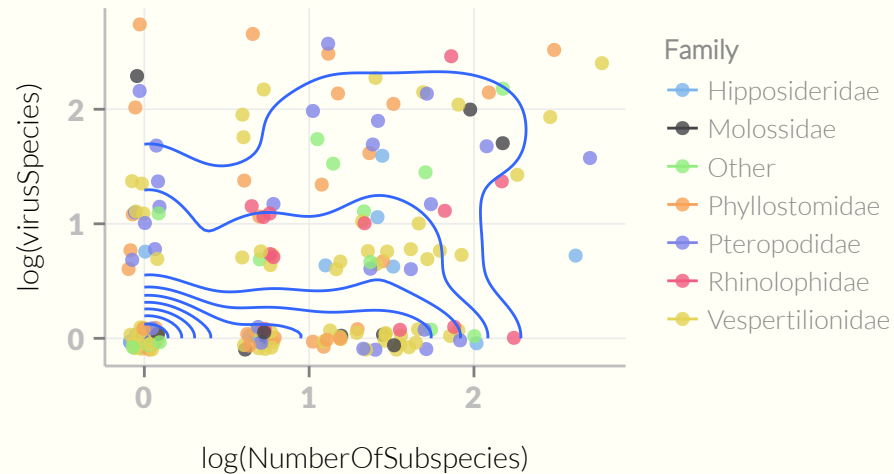 log(virusSpecies)
2
1
0
0
1
2
log(NumberOfSubspecies)
Family
Hipposideridae
Molossidae
Other
Phyllostomidae
Pteropodidae
Rhinolophidae
Vespertilionidae